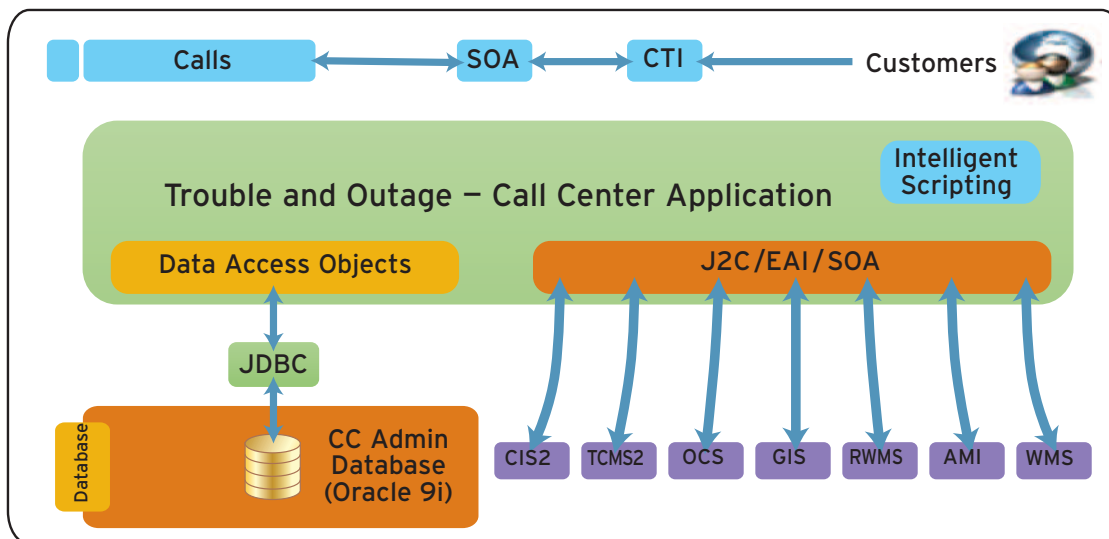 Calls
SOA
CTI
Customers
Intelligent
Scripting
Trouble and Outage – Call Center Application
Data Access Objects
J2C/EAI/SOA
JDBC
Database
CC Admin
Database
(Oracle 9i)
CIS2
TCMS2
OCS
GIS
RWMS
AMI
WMS